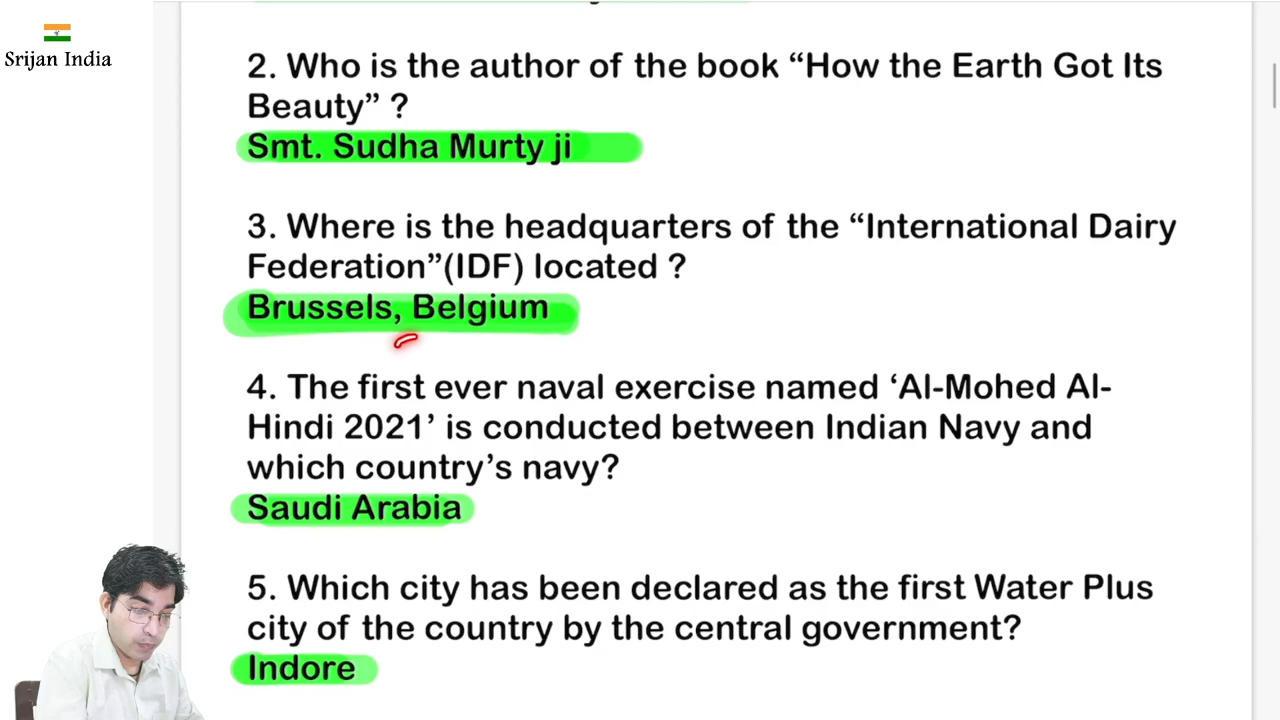 Srijan India
2. Who is the author of the book “How the Earth Got Its
Beauty” ?
Smt. Sudha Murty ji
3. Where is the headquarters of the “International Dairy
Federation”(IDF) located ?
Brussels, Belgium
4. The first ever naval exercise named ‘Al-Mohed Al-
Hindi 2021’ is conducted between Indian Navy and
which country’s navy?
Saudi Arabia
5. Which city has been declared as the first Water Plus
city of the country by the central government?
Indore